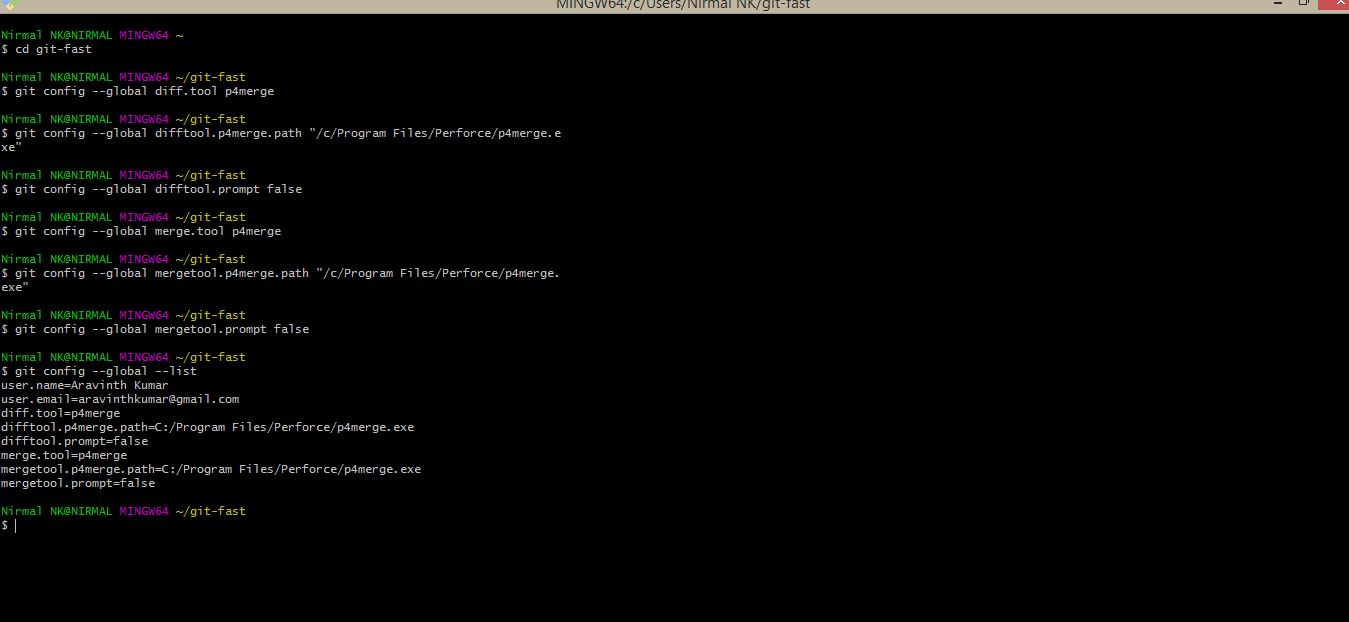 MINGW64:/c/Users/Nirmal NK/git-fast
Nirmal NK@NIRMAL MINGW64 ~
$ cd git-fast
Nirmal NK@NIRMAL MINGW64 ~/git-fast
$ git config --global diff.tool p4merge
Nirmal NK@NIRMAL MINGW64 ~/git-fast
$ git config --global difftool.p4merge.path "/c/Program Files/Perforce/p4merge.e
xe"
Nirmal NK@NIRMAL MINGW64 ~/git-fast
$ git config --global difftool.prompt false
Nirmal NK@NIRMAL MINGW64 ~/git-fast
$ git config --global merge.tool p4merge
Nirmal NK@NIRMAL MINGW64 ~/git-fast
$ git config --global mergetool.p4merge.path "/c/Program Files/Perforce/p4merge.
exe"
Nirmal NK@NIRMAL MINGW64 ~/git-fast
$ git config --global mergetool.prompt false
Nirmal NK@NIRMAL MINGW64 ~/git-fast
$ git config --global --list
user.name=Aravinth Kumar
user.email=aravinthkumar@gmail.com
diff.tool=p4merge
difftool.p4merge.path=C:/Program Files/Perforce/p4merge.exe
difftool.prompt=false
merge.tool=p4merge
mergetool.p4merge.path=C:/Program Files/Perforce/p4merge.exe
mergetool.prompt=false
Nirmal NK@NIRMAL MINGW64 ~/git-fast
$